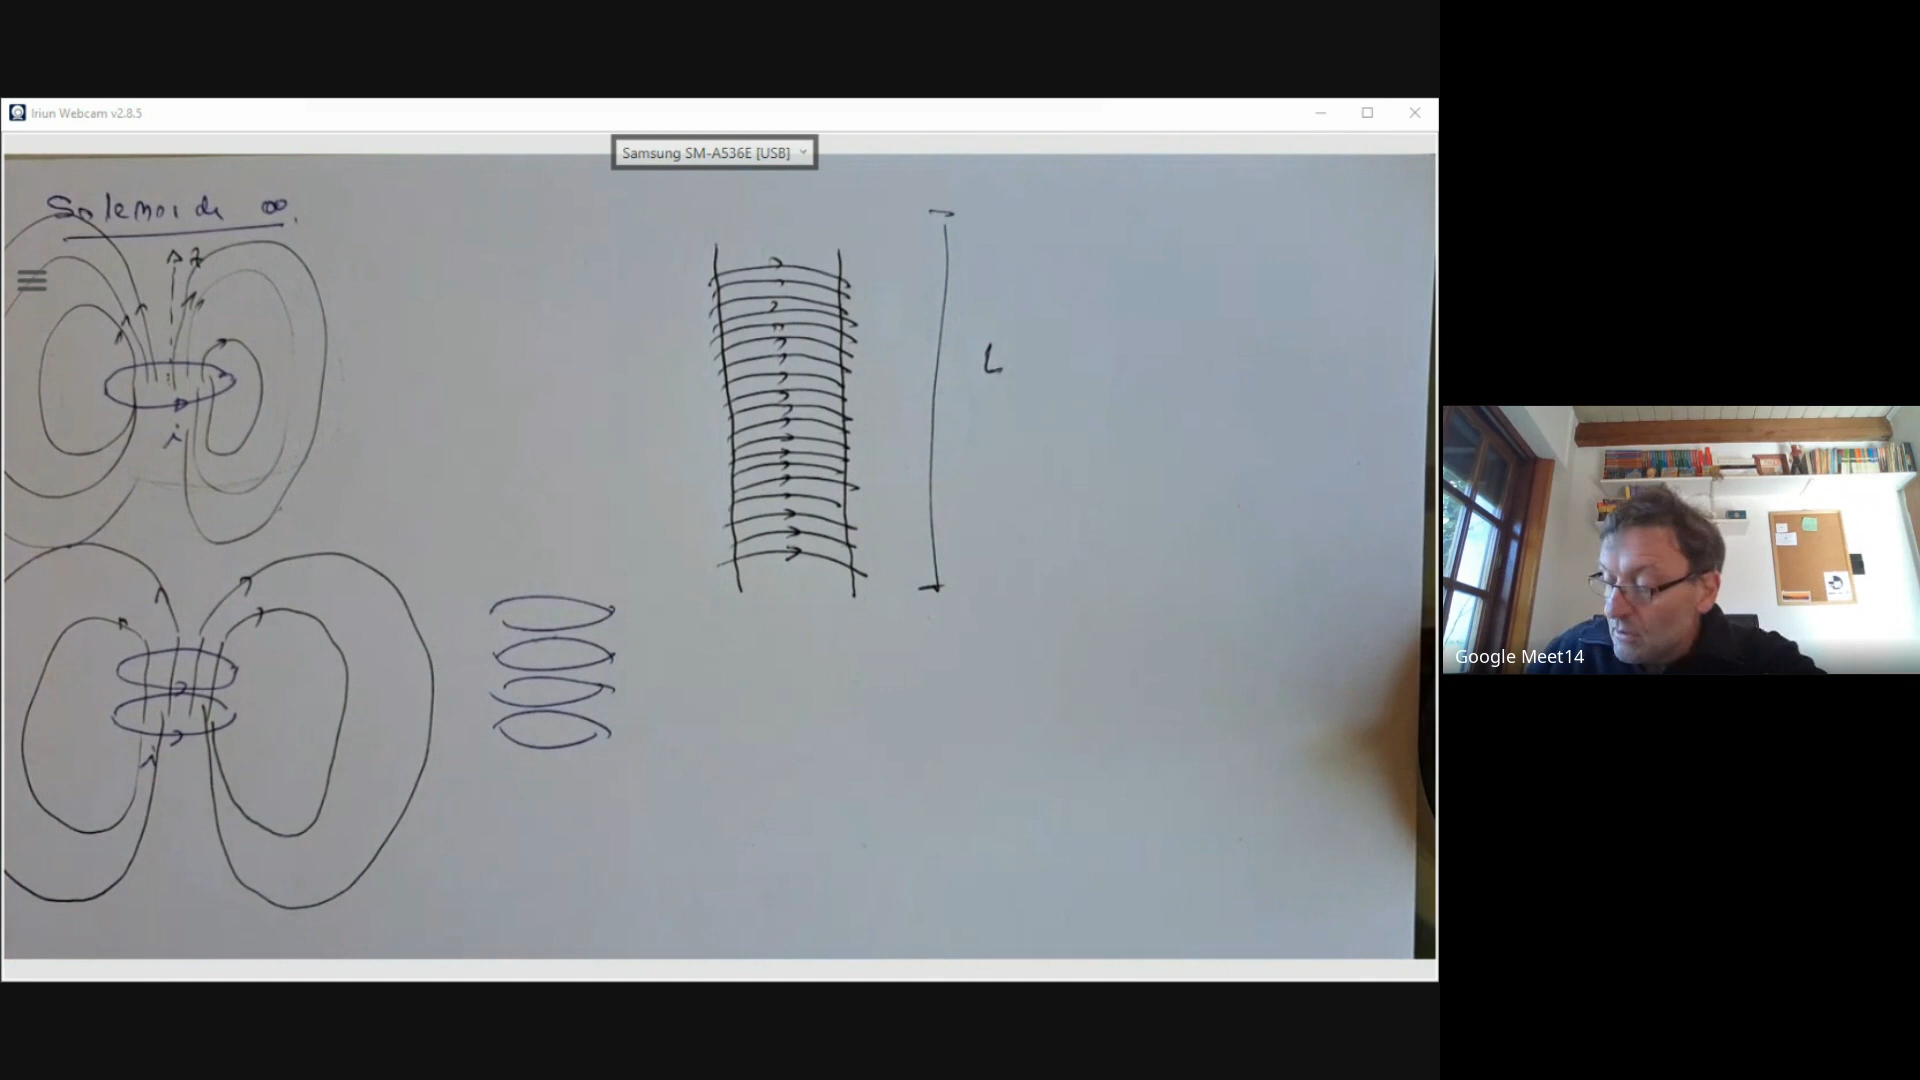 Iriun Webcam v2.8.5
Samsung SM-A536E [USB]
Solenoide ∞.
z
i
L
i
Google Meet14